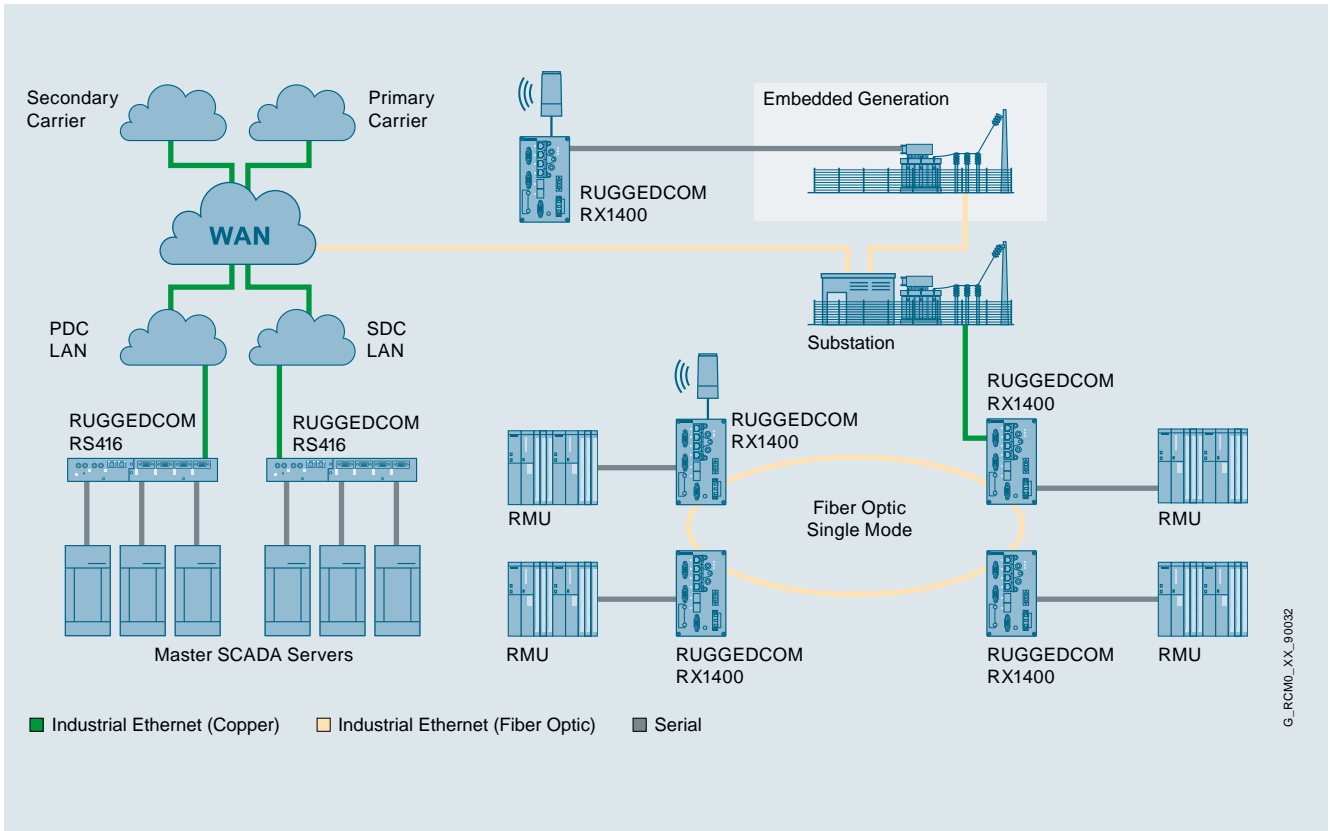 Secondary
Carrier
Primary
Carrier
Embedded Generation
RUGGEDCOM
RX1400
WAN
PDC
LAN
SDC
LAN
Substation
RUGGEDCOM
RS416
RUGGEDCOM
RS416
RUGGEDCOM
RX1400
RUGGEDCOM
RX1400
RMU
Fiber Optic
Single Mode
RMU
Master SCADA Servers
RMU
RUGGEDCOM
RX1400
RUGGEDCOM
RX1400
RMU
Industrial Ethernet (Copper)
Industrial Ethernet (Fiber Optic)
Serial
G_RCM0_XX_90032